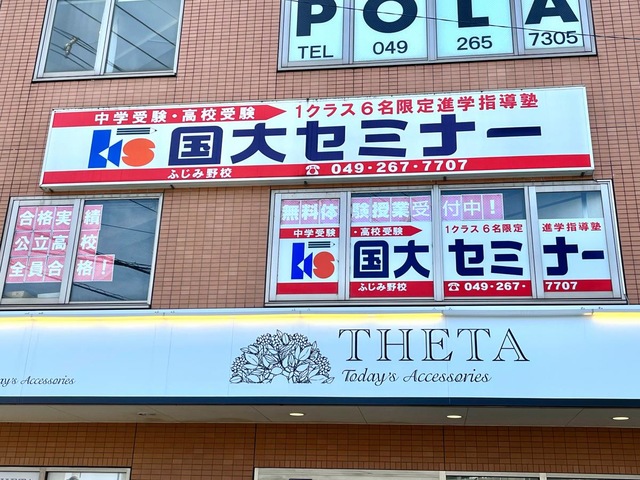 POLA
TEL 049 265 7305
中学受験・高校受験 1クラス6名限定進学指導塾
KS 国大セミナー
ふじみ野校 ☎ 049・267・7707
合格実績
公立高校
全員合格!
無料体験授業受付中!
中学受験・高校受験 1クラス6名限定 進学指導塾
KS 国大セミナー
ふじみ野校 ☎ 049・267・7707
THETA
Today's Accessories
ay's Accessories